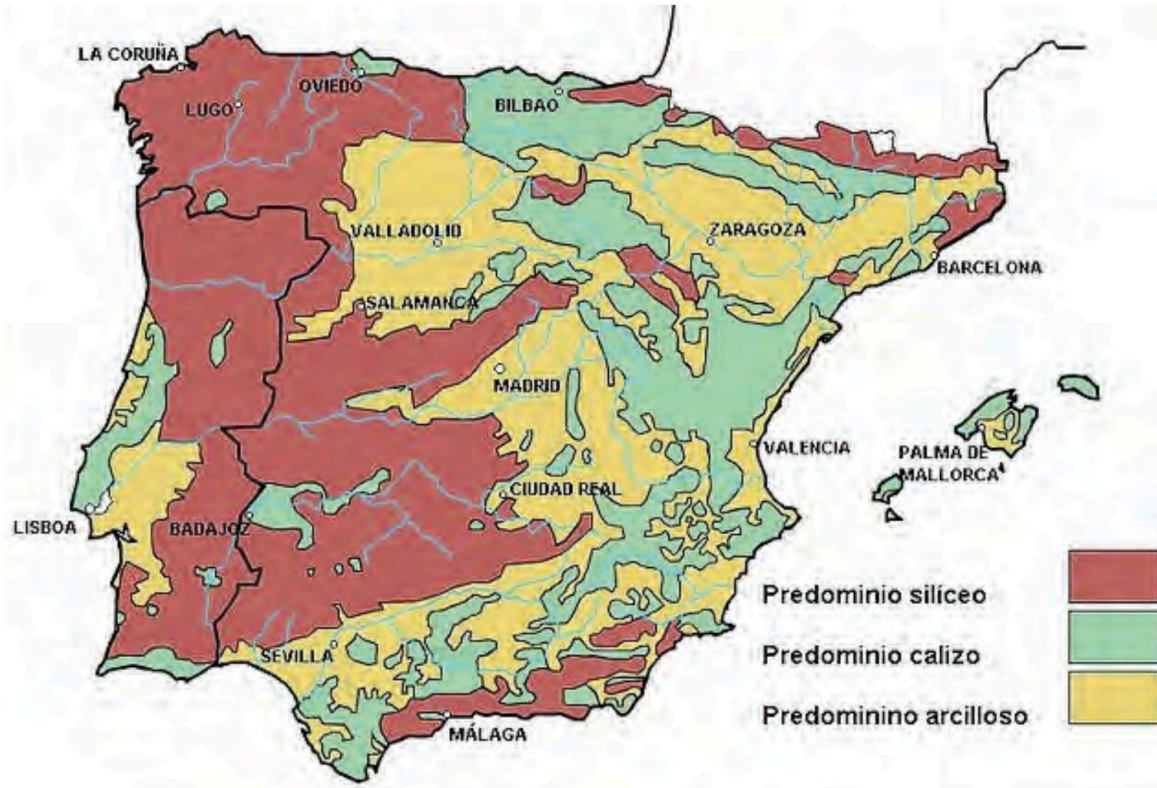 LA CORUÑA
OVIEDO
LUGO
BILBAO
VALLADOLID
ZARAGOZA
BARCELONA
SALAMANCA
MADRID
VALENCIA
PALMA DE
MALLORCA
CIUDAD REAL
LISBOA
BADAJOZ
Predominio silíceo
Predominio calizo
SEVILLA
Predominino arcilloso
MÁLAGA